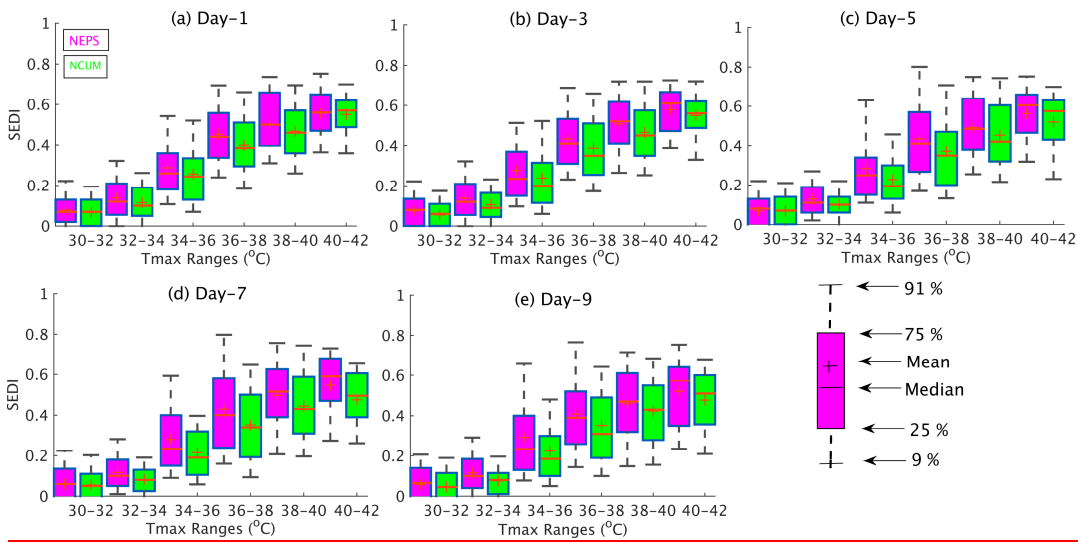 (a) Day-1
(b) Day-3
(c) Day-5
1
0.8
0.6
0.4
0.2
0
SEDI
NEPS
NCUM
30-32 32-34 34-36 36-38 38-40 40-42
Tmax Ranges (°C)
1
0.8
0.6
0.4
0.2
0
30-32 32-34 34-36 36-38 38-40 40-42
Tmax Ranges (°C)
1
0.8
0.6
0.4
0.2
0
30-32 32-34 34-36 36-38 38-40 40-42
Tmax Ranges (°C)
(d) Day-7
(e) Day-9
1
0.8
0.6
0.4
0.2
0
SEDI
30-32 32-34 34-36 36-38 38-40 40-42
Tmax Ranges (°C)
1
0.8
0.6
0.4
0.2
0
30-32 32-34 34-36 36-38 38-40 40-42
Tmax Ranges (°C)
91 %
75 %
Mean
Median
25 %
9 %